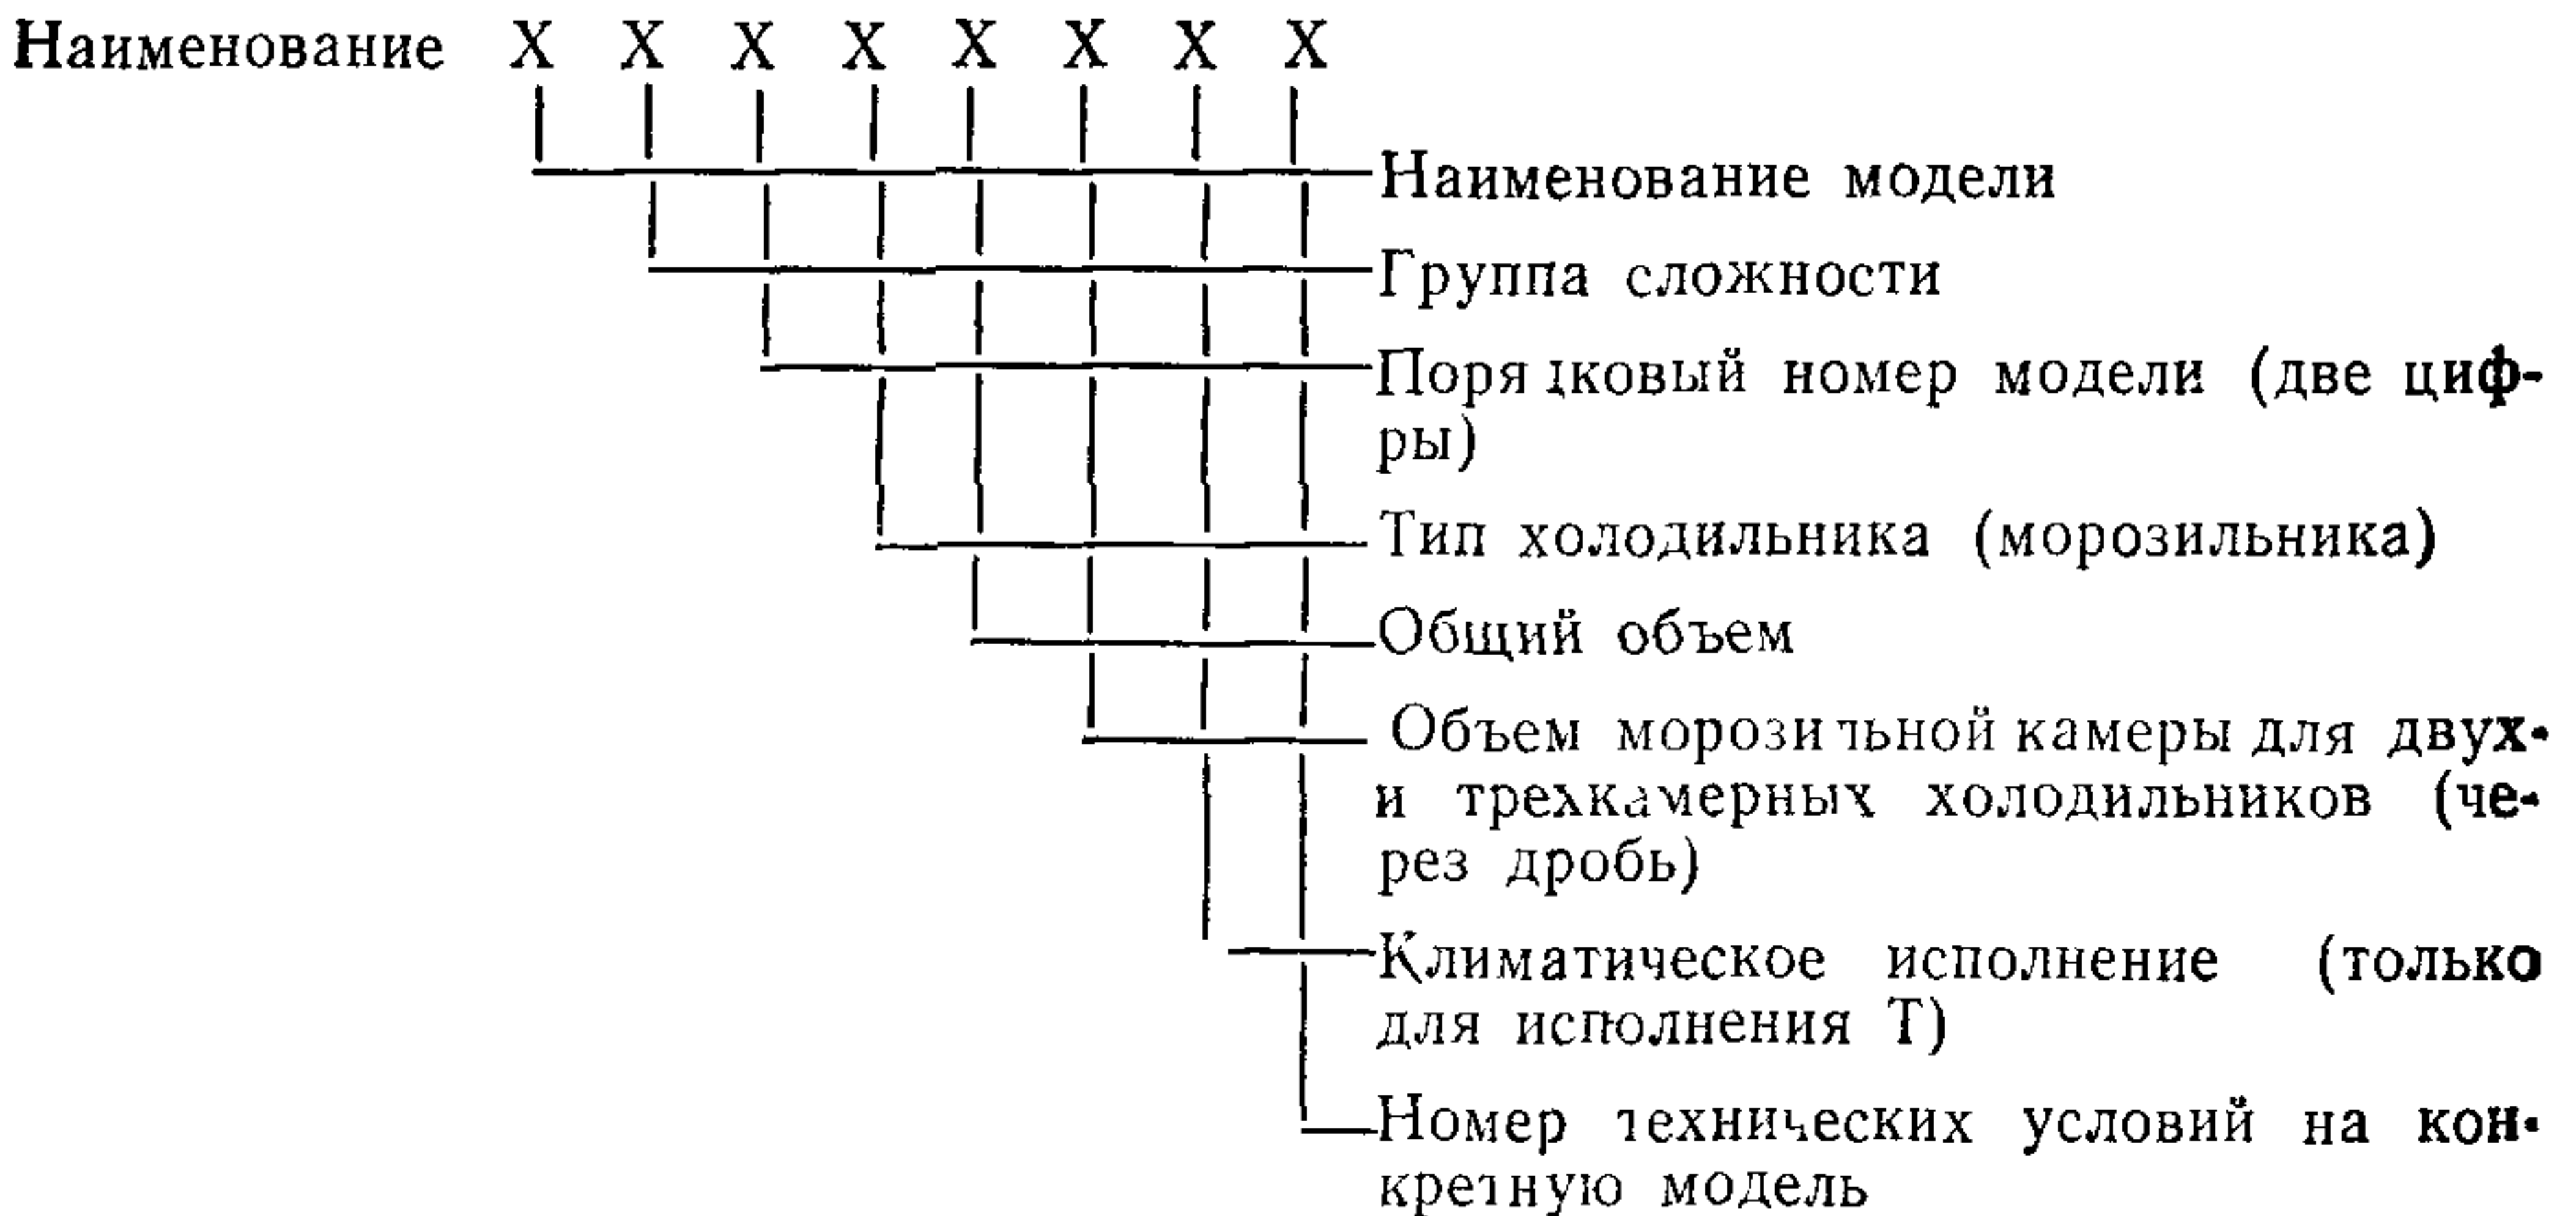 Наименование X X X X X X X X
Наименование модели
Группа сложности
Порядковый номер модели (две циф-
ры)
Тип холодильника (морозильника)
Общий объем
Объем морозильной камеры для двух-
и трехкамерных холодильников (че-
рез дробь)
Климатическое исполнение (только
для исполнения Т)
Номер технических условий на кон-
кретную модель